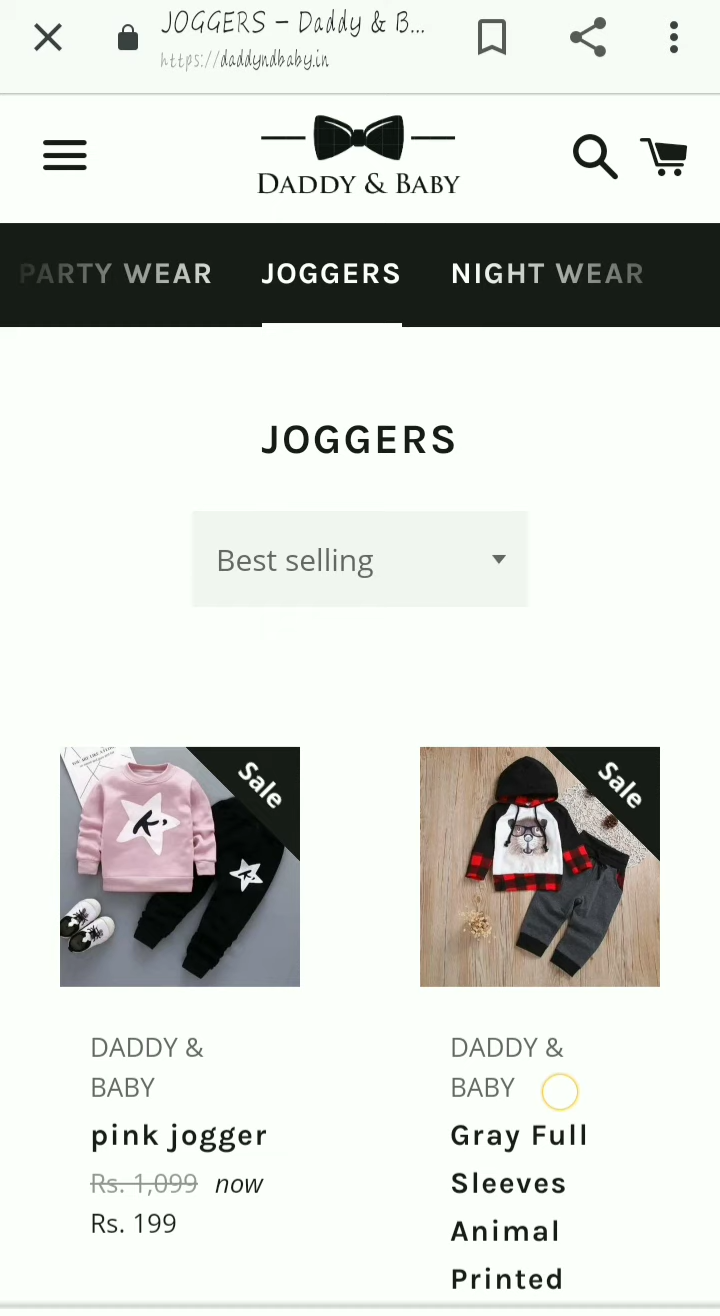 JOGGERS – Daddy & B...
https://daddyndbaby.in
DADDY & BABY
PARTY WEAR JOGGERS NIGHT WEAR
JOGGERS
Best selling
Sale
Sale
K
K
DADDY &
BABY
pink jogger
Rs. 1,099 now
Rs. 199
DADDY &
BABY
Gray Full
Sleeves
Animal
Printed